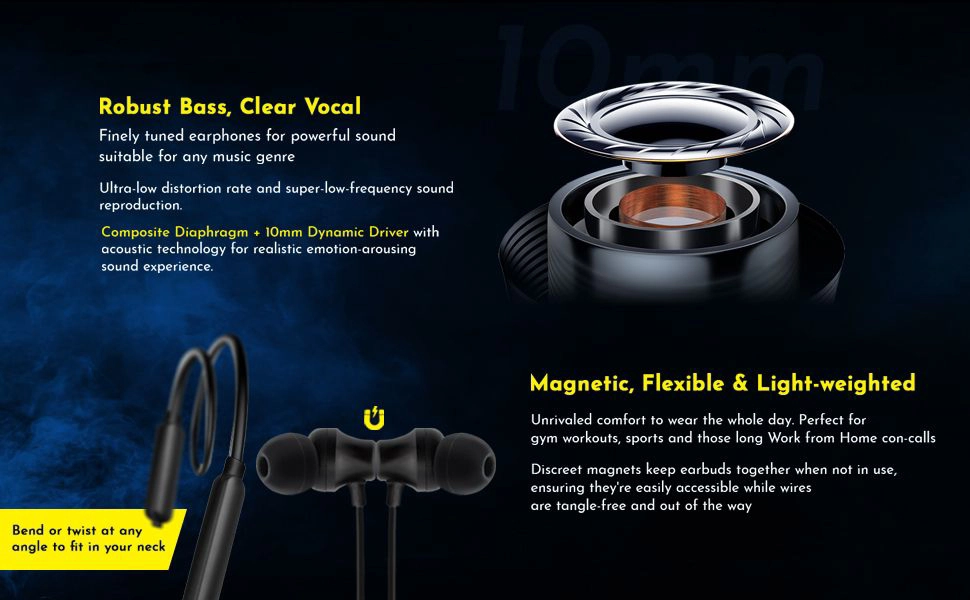 10mm
Robust Bass, Clear Vocal
Finely tuned earphones for powerful sound
suitable for any music genre
Ultra-low distortion rate and super-low-frequency sound
reproduction.
Composite Diaphragm + 10mm Dynamic Driver with
acoustic technology for realistic emotion-arousing
sound experience.
Magnetic, Flexible & Light-weighted
Unrivaled comfort to wear the whole day. Perfect for
gym workouts, sports and those long Work from Home con-calls
Discreet magnets keep earbuds together when not in use,
ensuring they're easily accessible while wires
are tangle-free and out of the way
Bend or twist at any
angle to fit in your neck